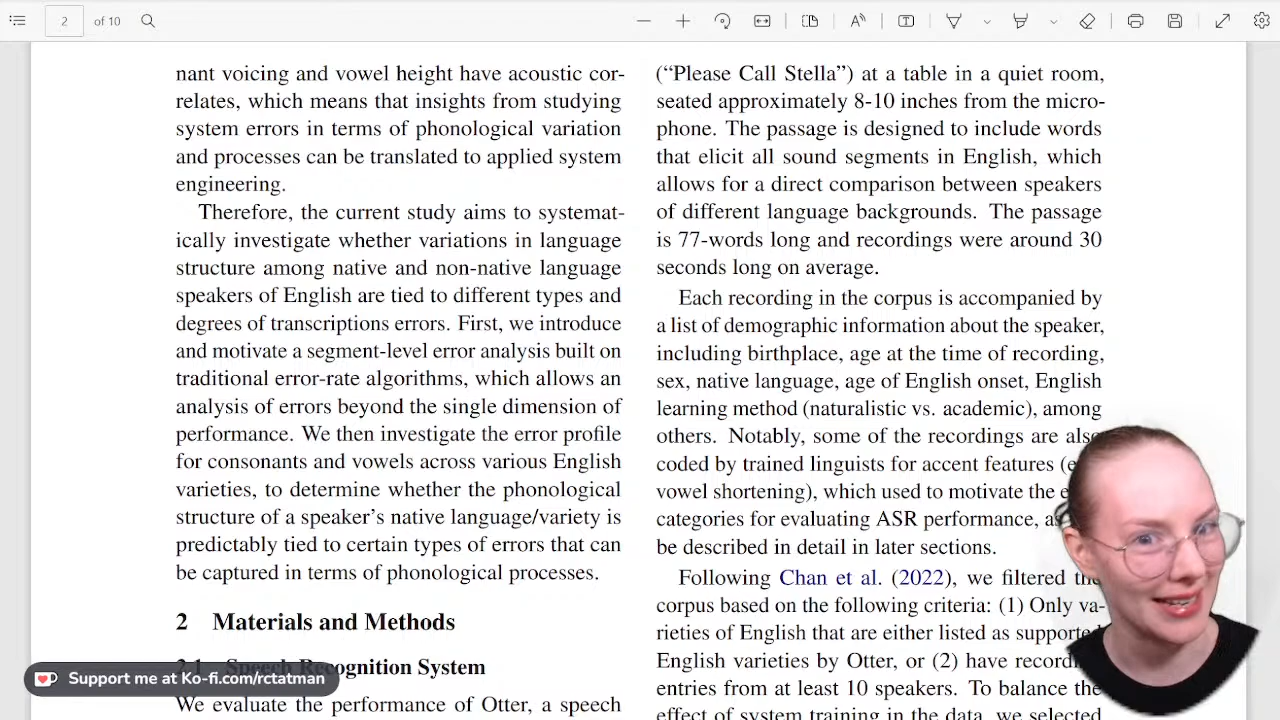 2 of 10
nant voicing and vowel height have acoustic cor-
relates, which means that insights from studying
system errors in terms of phonological variation
and processes can be translated to applied system
engineering.
Therefore, the current study aims to systemat-
ically investigate whether variations in language
structure among native and non-native language
speakers of English are tied to different types and
degrees of transcriptions errors. First, we introduce
and motivate a segment-level error analysis built on
traditional error-rate algorithms, which allows an
analysis of errors beyond the single dimension of
performance. We then investigate the error profile
for consonants and vowels across various English
varieties, to determine whether the phonological
structure of a speaker's native language/variety is
predictably tied to certain types of errors that can
be captured in terms of phonological processes.
2 Materials and Methods
2.1 Speech Recognition System
We evaluate the performance of Otter, a speech
(“Please Call Stella”) at a table in a quiet room,
seated approximately 8-10 inches from the micro-
phone. The passage is designed to include words
that elicit all sound segments in English, which
allows for a direct comparison between speakers
of different language backgrounds. The passage
is 77-words long and recordings were around 30
seconds long on average.
Each recording in the corpus is accompanied by
a list of demographic information about the speaker,
including birthplace, age at the time of recording,
sex, native language, age of English onset, English
learning method (naturalistic vs. academic), among
others. Notably, some of the recordings are also
coded by trained linguists for accent features
vowel shortening), which used to motivate the
categories for evaluating ASR performance,
be described in detail in later sections.
Following Chan et al. (2022), we filtered the
corpus based on the following criteria: (1) Only va-
rieties of English that are either listed as supported
English varieties by Otter, or (2) have
entries from at least 10 speakers. To balance the
effect of system training in the data, we selected
Support me at Ko-fi.com/rctatman